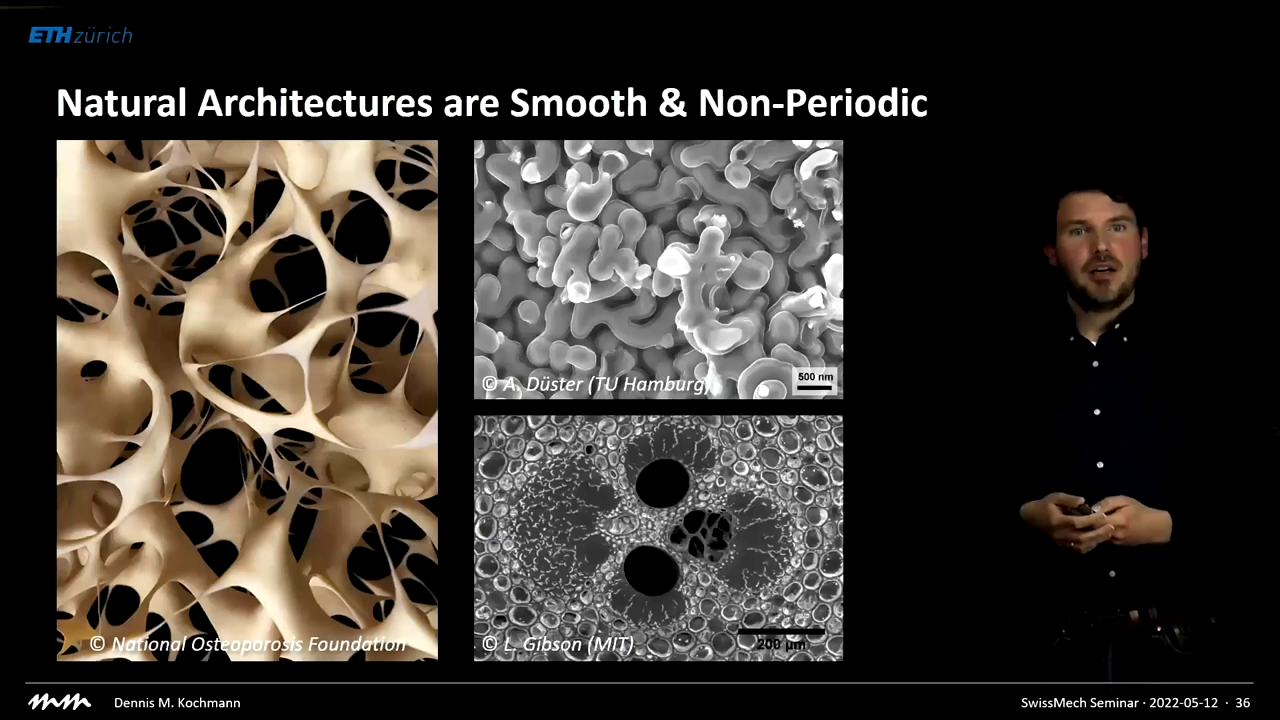 ETH zürich
Natural Architectures are Smooth & Non-Periodic
© A. Düster (TU Hamburg)
500 nm
© National Osteoporosis Foundation
© L. Gibson (MIT)
200 µm
Dennis M. Kochmann
SwissMech Seminar · 2022-05-12 · 36